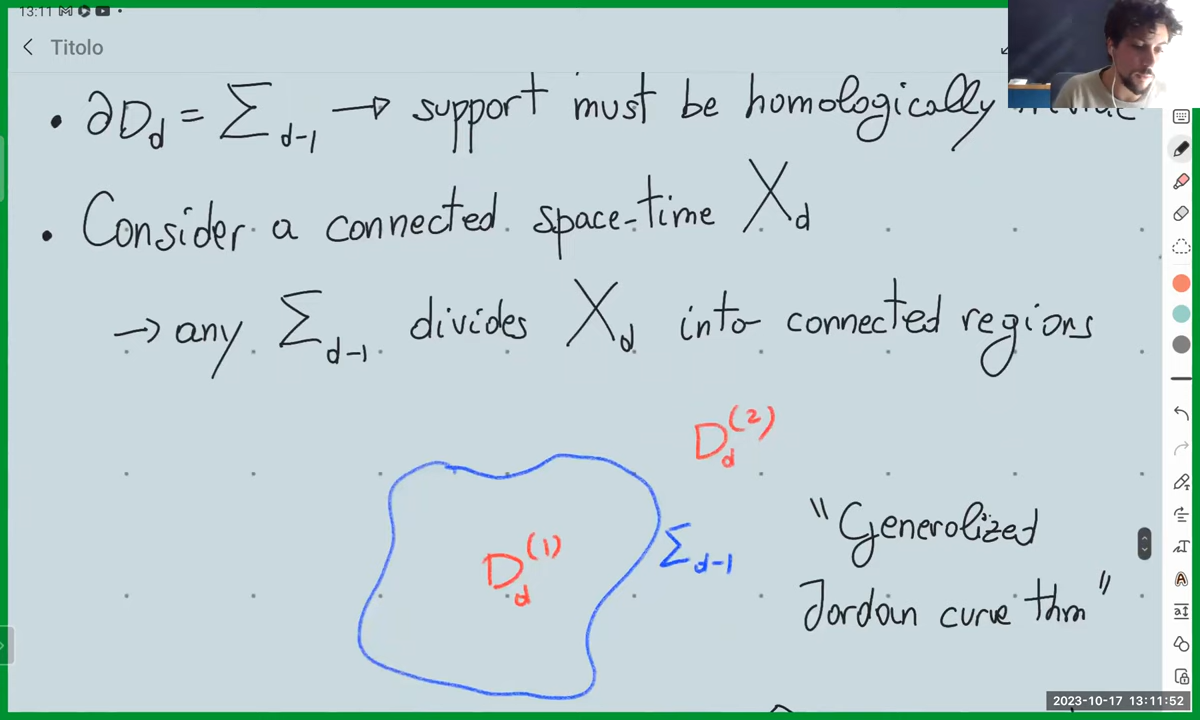 13:11
Titolo
• ∂D_d = Σ_{d-1} → support must be homologically
• Consider a connected space-time X_d
→ any Σ_{d-1} divides X_d into connected regions
D_d^{(2)}
D_d^{(1)}
Σ_{d-1}
"Generalized
Jordan curve thm"
2023-10-17 13:11:52